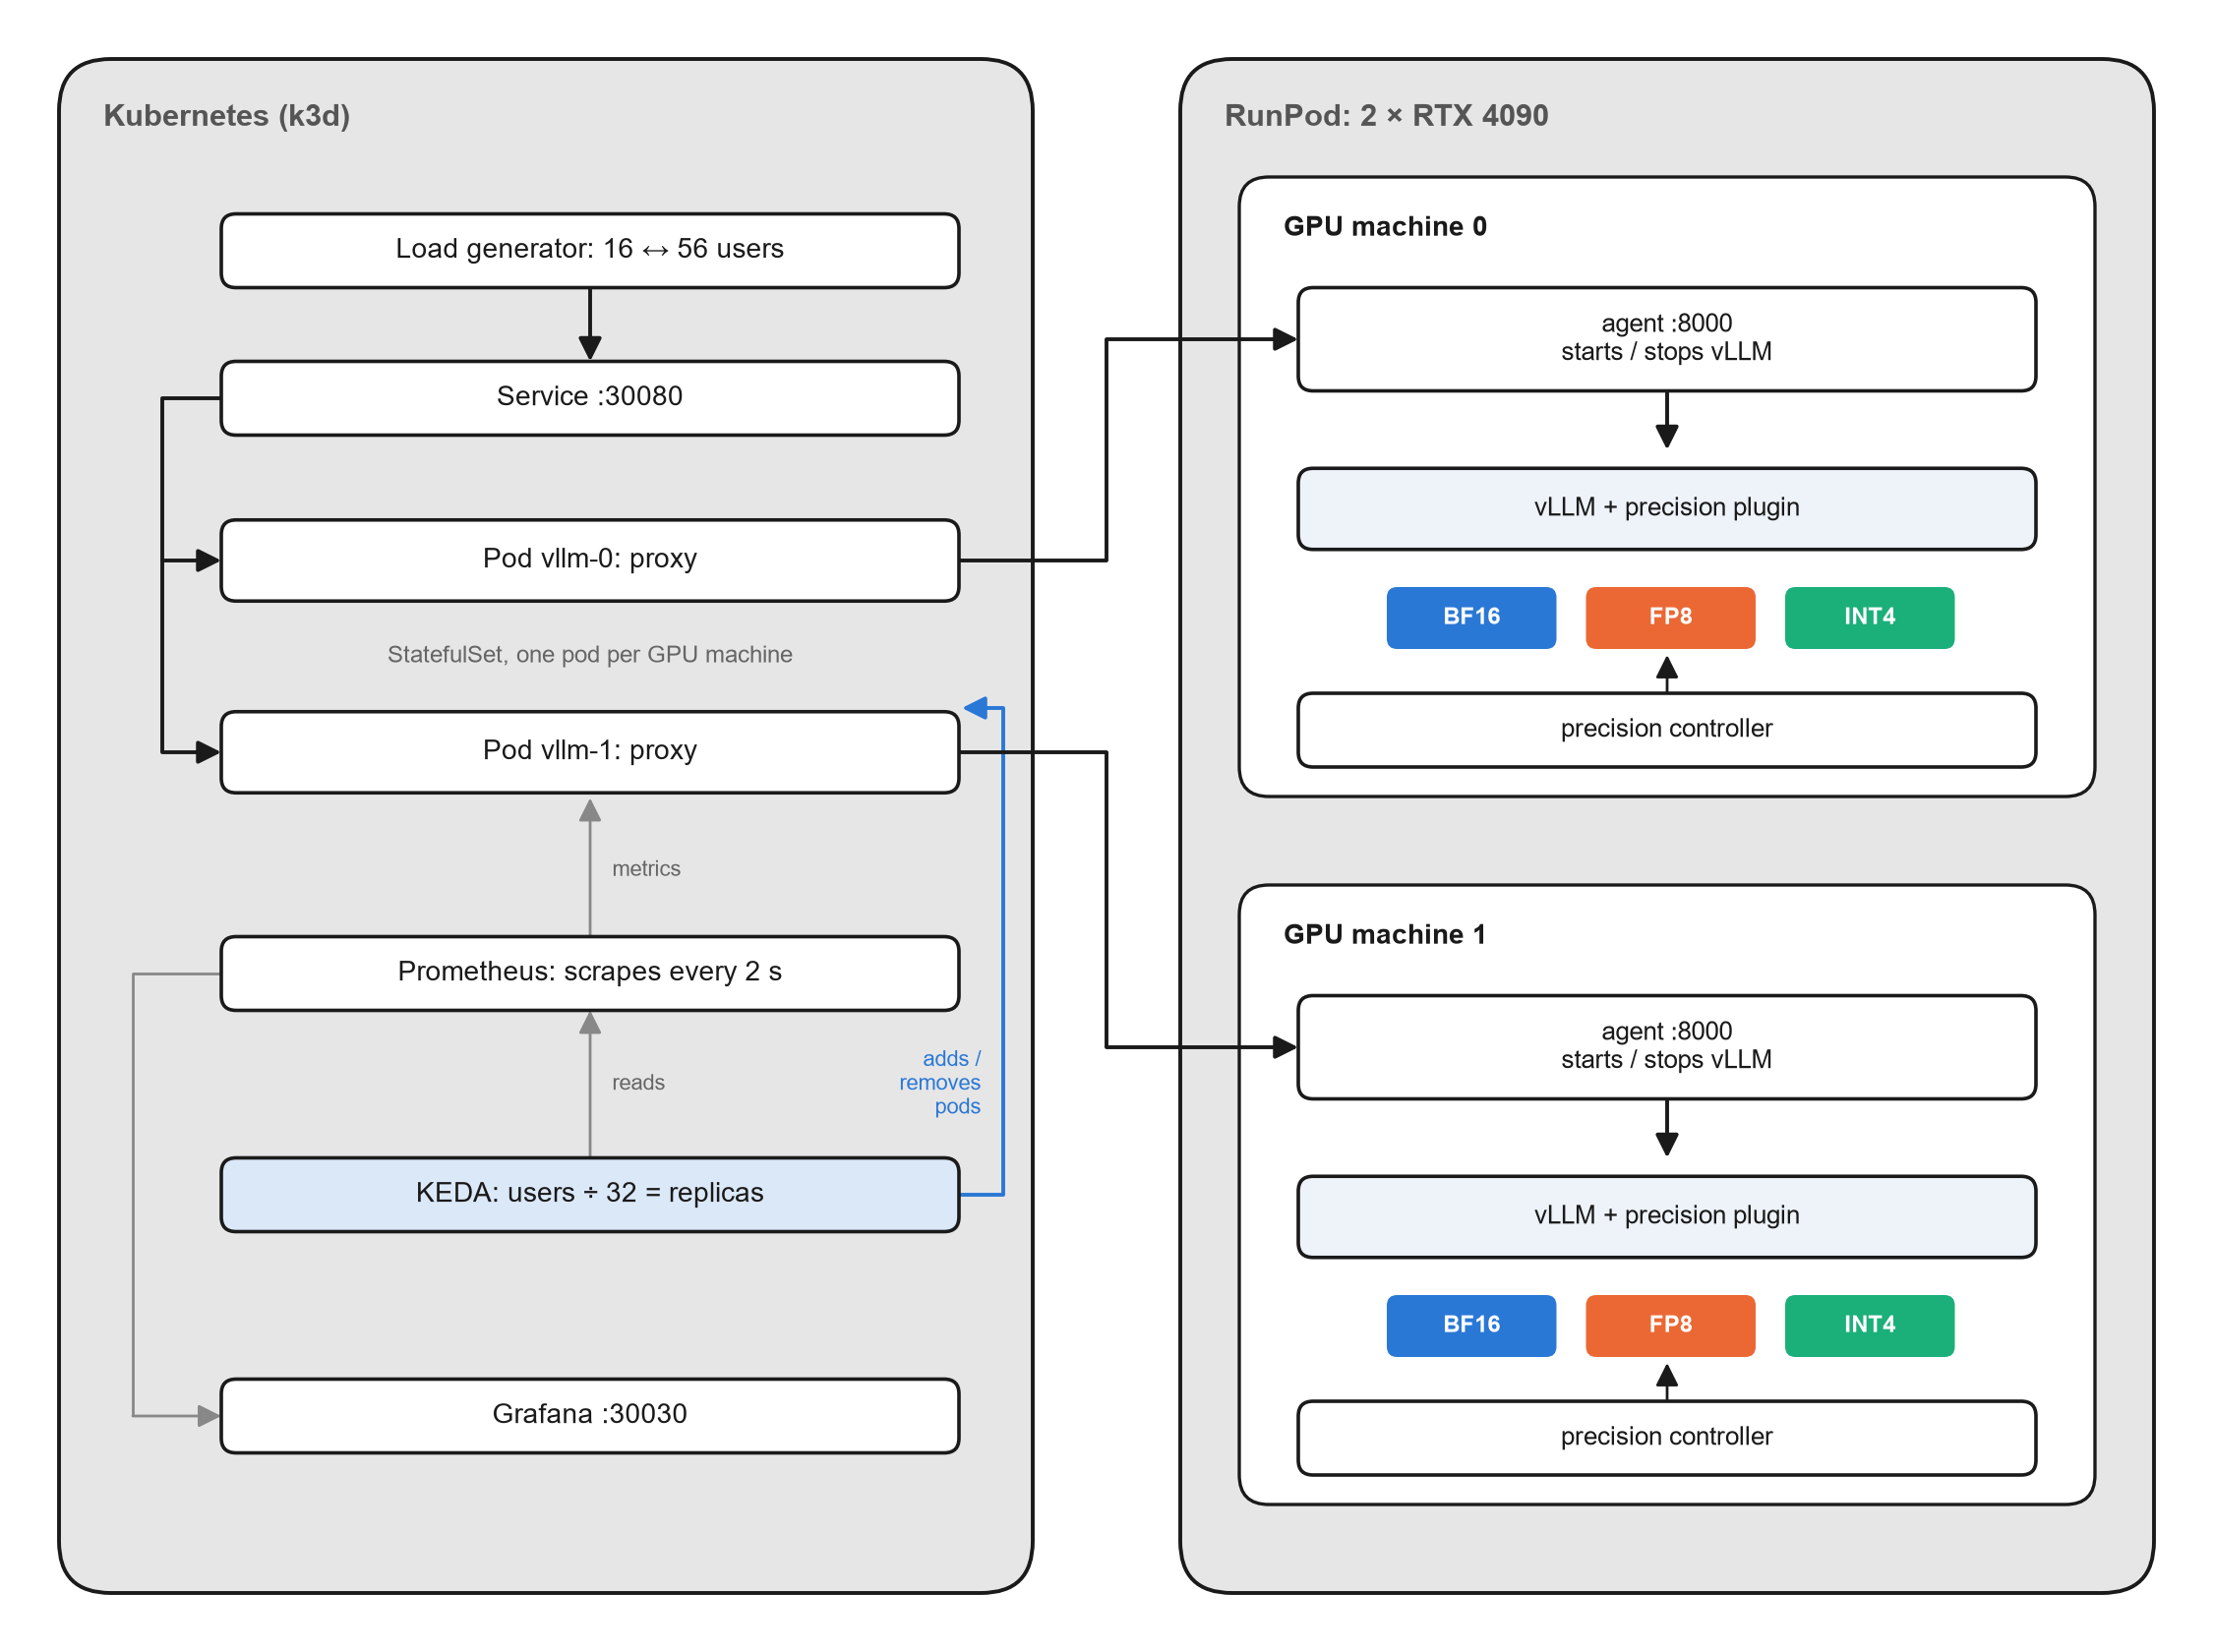 Kubernetes (k3d)
Load generator: 16 ↔ 56 users
Service :30080
Pod vllm-0: proxy
StatefulSet, one pod per GPU machine
Pod vllm-1: proxy
metrics
Prometheus: scrapes every 2 s
reads
adds /
removes
pods
KEDA: users ÷ 32 = replicas
Grafana :30030
RunPod: 2 × RTX 4090
GPU machine 0
agent :8000
starts / stops vLLM
vLLM + precision plugin
BF16 FP8 INT4
precision controller
GPU machine 1
agent :8000
starts / stops vLLM
vLLM + precision plugin
BF16 FP8 INT4
precision controller